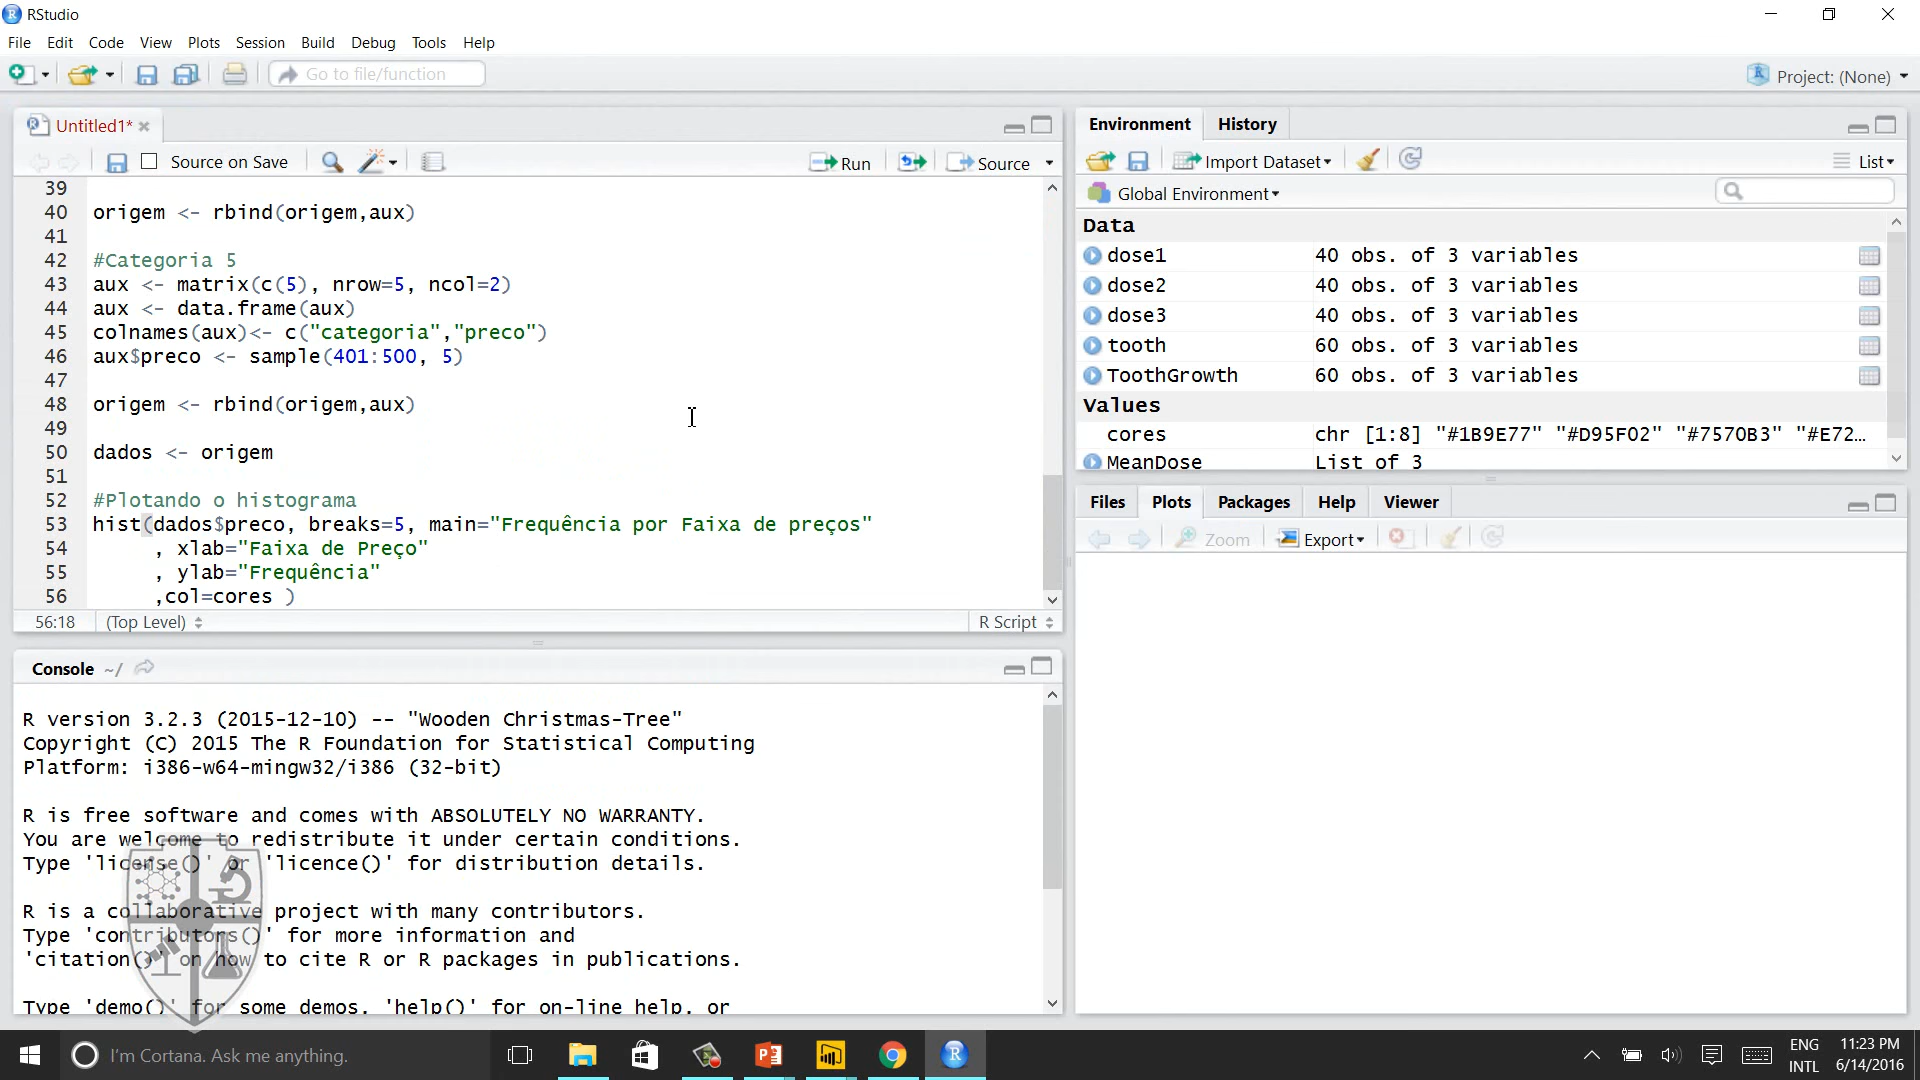 RStudio
File Edit Code View Plots Session Build Debug Tools Help
Go to file/function
Project: (None)
Untitled1*
Source on Save
Run
Source
39
40 origem <- rbind(origem,aux)
41
42 #Categoria 5
43 aux <- matrix(c(5), nrow=5, ncol=2)
44 aux <- data.frame(aux)
45 colnames(aux)<- c("categoria","preco")
46 aux$preco <- sample(401:500, 5)
47
48 origem <- rbind(origem,aux)
49
50 dados <- origem
51
52 #Plotando o histograma
53 hist(dados$preco, breaks=5, main="Frequência por Faixa de preços"
54 , xlab="Faixa de Preço"
55 , ylab="Frequência"
56 ,col=cores )
56:18 (Top Level) R Script
Console ~/
R version 3.2.3 (2015-12-10) -- "Wooden Christmas-Tree"
Copyright (C) 2015 The R Foundation for Statistical Computing
Platform: i386-w64-mingw32/i386 (32-bit)
R is free software and comes with ABSOLUTELY NO WARRANTY.
You are welcome to redistribute it under certain conditions.
Type 'license()' or 'licence()' for distribution details.
R is a collaborative project with many contributors.
Type 'contributors()' for more information and
'citation()' on how to cite R or R packages in publications.
Type 'demo()' for some demos, 'help()' for on-line help, or
Environment History
Import Dataset List
Global Environment
Data
dose1 40 obs. of 3 variables
dose2 40 obs. of 3 variables
dose3 40 obs. of 3 variables
tooth 60 obs. of 3 variables
ToothGrowth 60 obs. of 3 variables
Values
cores chr [1:8] "#1B9E77" "#D95F02" "#7570B3" "#E72…
MeanDose List of 3
Files Plots Packages Help Viewer
Zoom Export
I'm Cortana. Ask me anything.
ENG
INTL
11:23 PM
6/14/2016